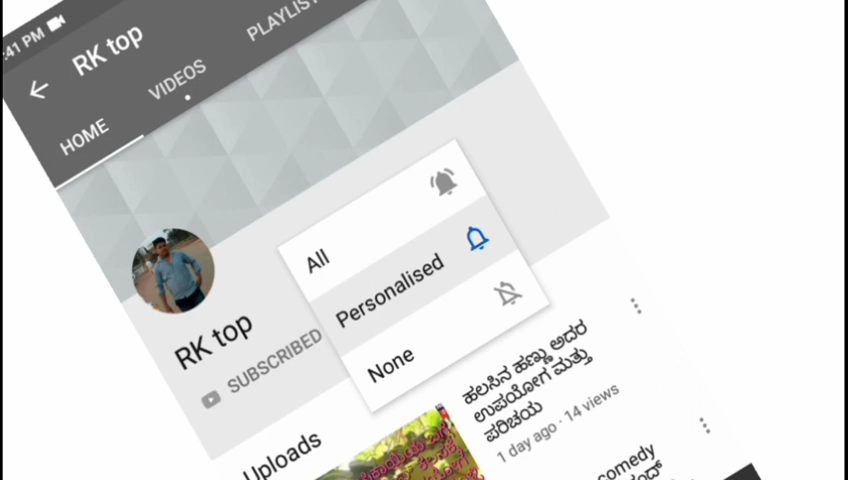 :41 PM
RK top
HOME
VIDEOS
PLAYLIS
All
Personalised
None
RK top
SUBSCRIBED
Uploads
ಹಲಸಿನ ಹಣ್ಣು ಅದರ
ಉಪಯೋಗ ಮತ್ತು
ಪರಿಚಯ
1 day ago · 14 views
comedy